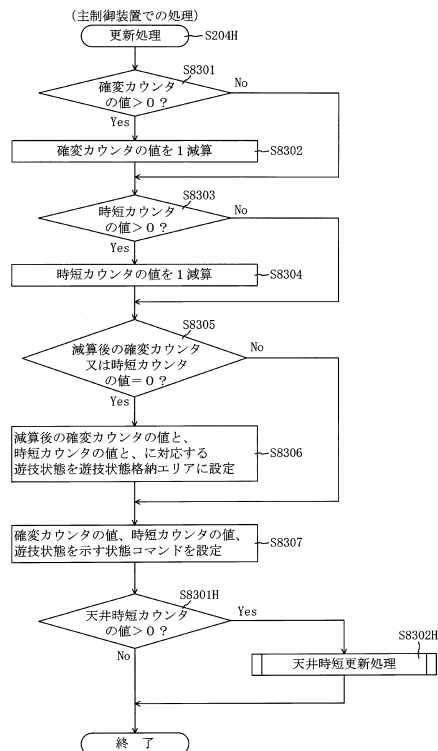 (主制御装置での処理)
更新処理
S204H
S8301
確変カウンタ
の値>0?
No
Yes
確変カウンタの値を1減算
S8302
S8303
時短カウンタ
の値>0?
No
Yes
時短カウンタの値を1減算
S8304
S8305
減算後の確変カウンタ
又は時短カウンタ
の値=0?
No
Yes
減算後の確変カウンタの値と、
時短カウンタの値と、に対応する
遊技状態を遊技状態格納エリアに設定
S8306
確変カウンタの値、時短カウンタの値、
遊技状態を示す状態コマンドを設定
S8307
S8301H
天井時短カウンタ
の値>0?
Yes
No
S8302H
天井時短更新処理
終 了